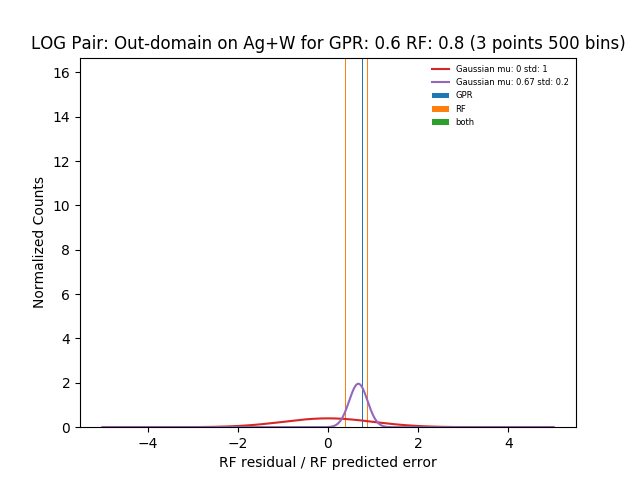 LOG Pair: Out-domain on Ag+W for GPR: 0.6 RF: 0.8 (3 points 500 bins)
Gaussian mu: 0 std: 1
Gaussian mu: 0.67 std: 0.2
GPR
RF
both
Normalized Counts
16
14
12
10
8
6
4
2
0
−4
−2
0
2
4
RF residual / RF predicted error